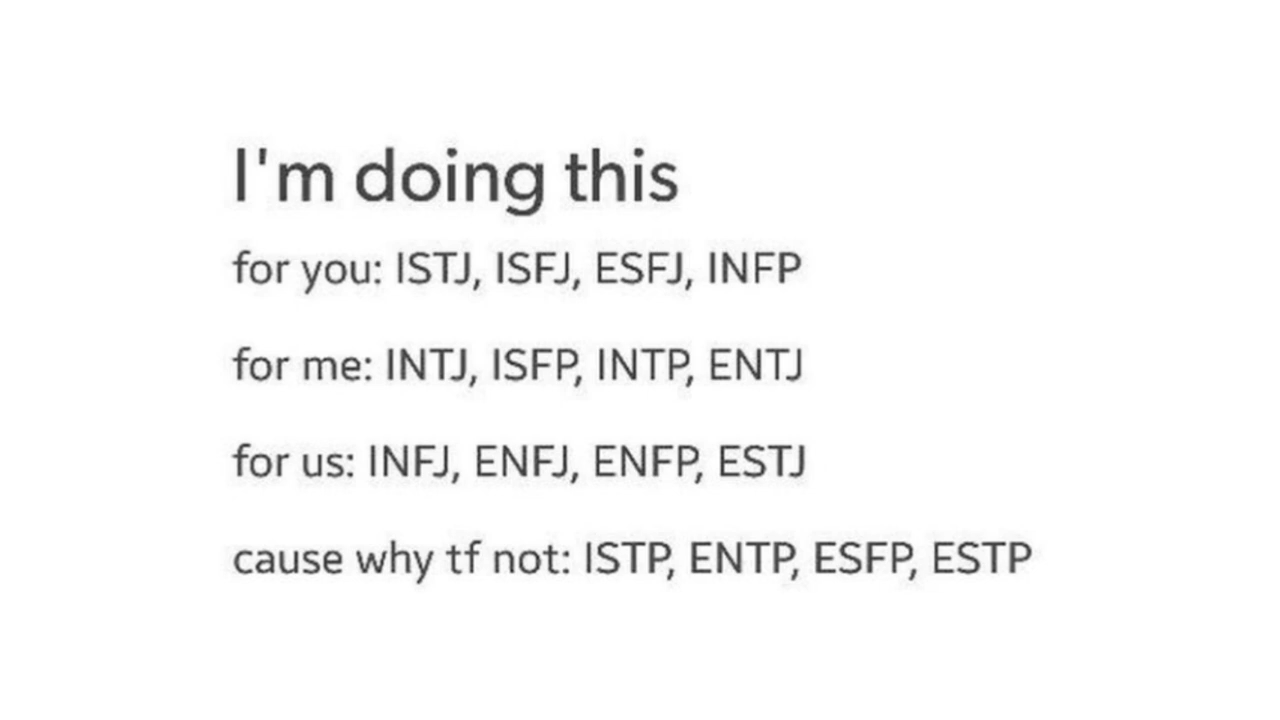 I'm doing this
for you: ISTJ, ISFJ, ESFJ, INFP
for me: INTJ, ISFP, INTP, ENTJ
for us: INFJ, ENFJ, ENFP, ESTJ
cause why tf not: ISTP, ENTP, ESFP, ESTP